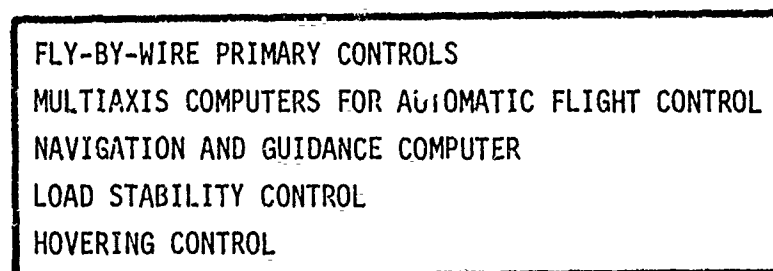 FLY-BY-WIRE PRIMARY CONTROLS
MULTIAXIS COMPUTERS FOR AUTOMATIC FLIGHT CONTROL
NAVIGATION AND GUIDANCE COMPUTER
LOAD STABILITY CONTROL
HOVERING CONTROL